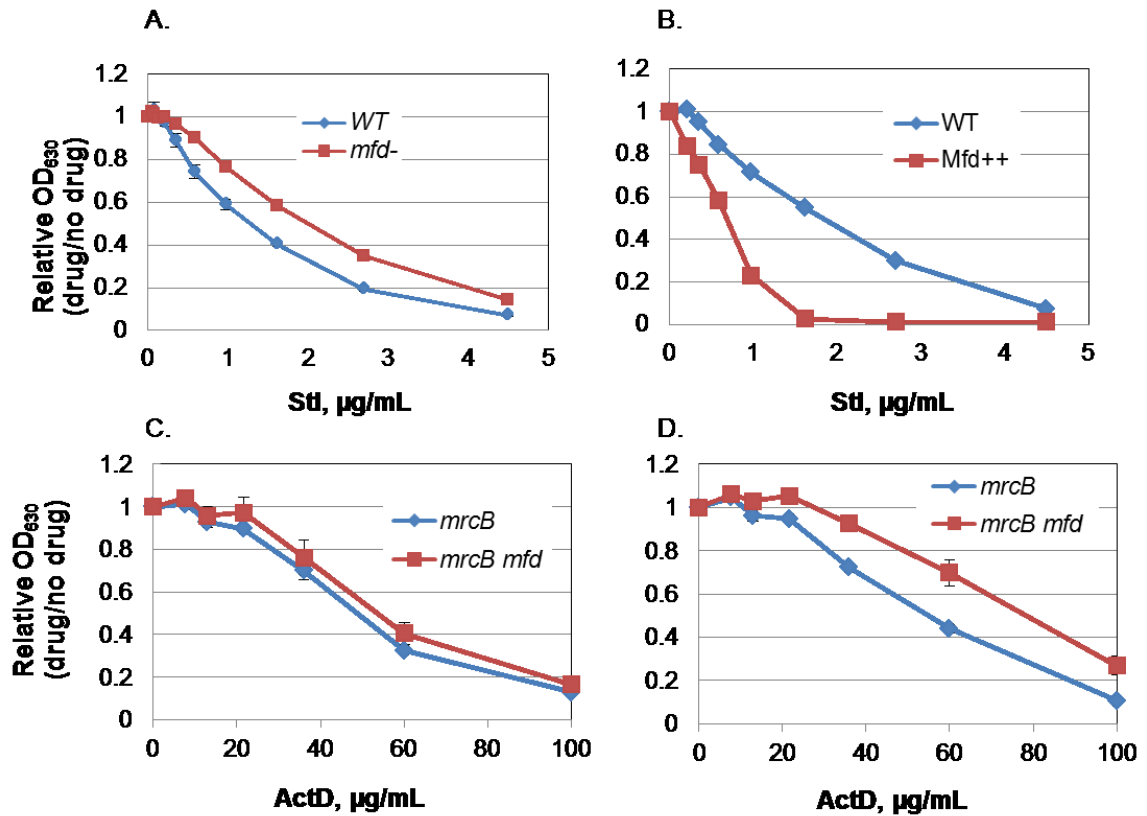 A.
1.2
1
0.8
0.6
0.4
0.2
0
Relative OD630
(drug/no drug)
WT
mfd-
0 1 2 3 4 5
Stl, µg/mL
B.
1.2
1
0.8
0.6
0.4
0.2
0
WT
Mfd++
0 1 2 3 4 5
Stl, µg/mL
C.
1.2
1
0.8
0.6
0.4
0.2
0
Relative OD630
(drug/no drug)
mrcB
mrcB mfd
0 20 40 60 80 100
ActD, µg/mL
D.
1.2
1
0.8
0.6
0.4
0.2
0
mrcB
mrcB mfd
0 20 40 60 80 100
ActD, µg/mL